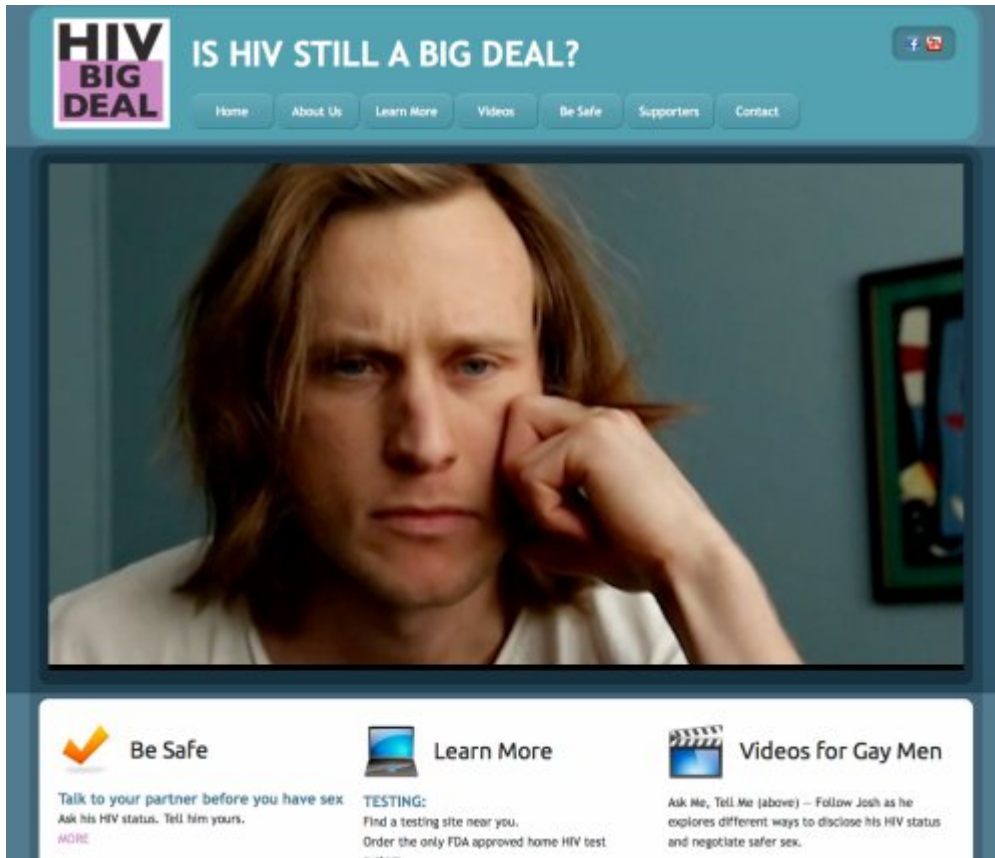 HIV
BIG
DEAL
IS HIV STILL A BIG DEAL?
Home About Us Learn More Videos Be Safe Supporters Contact
Be Safe
Talk to your partner before you have sex
Ask his HIV status. Tell him yours.
MORE
Learn More
TESTING:
Find a testing site near you.
Order the only FDA approved home HIV test
Videos for Gay Men
Ask Me, Tell Me (above) — Follow Josh as he
explores different ways to disclose his HIV status
and negotiate safer sex.